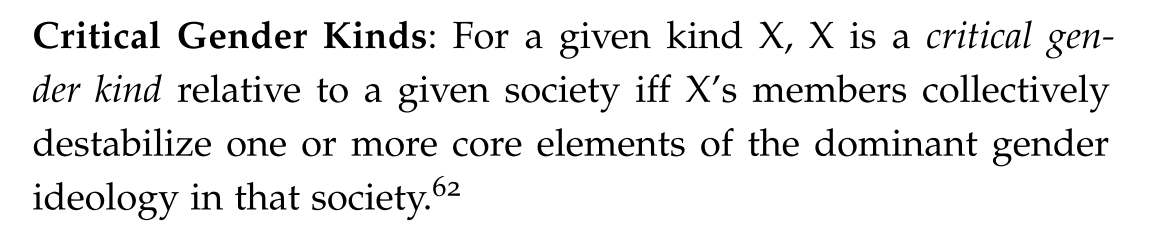 Critical Gender Kinds: For a given kind X, X is a critical gen-
der kind relative to a given society iff X’s members collectively
destabilize one or more core elements of the dominant gender
ideology in that society.62